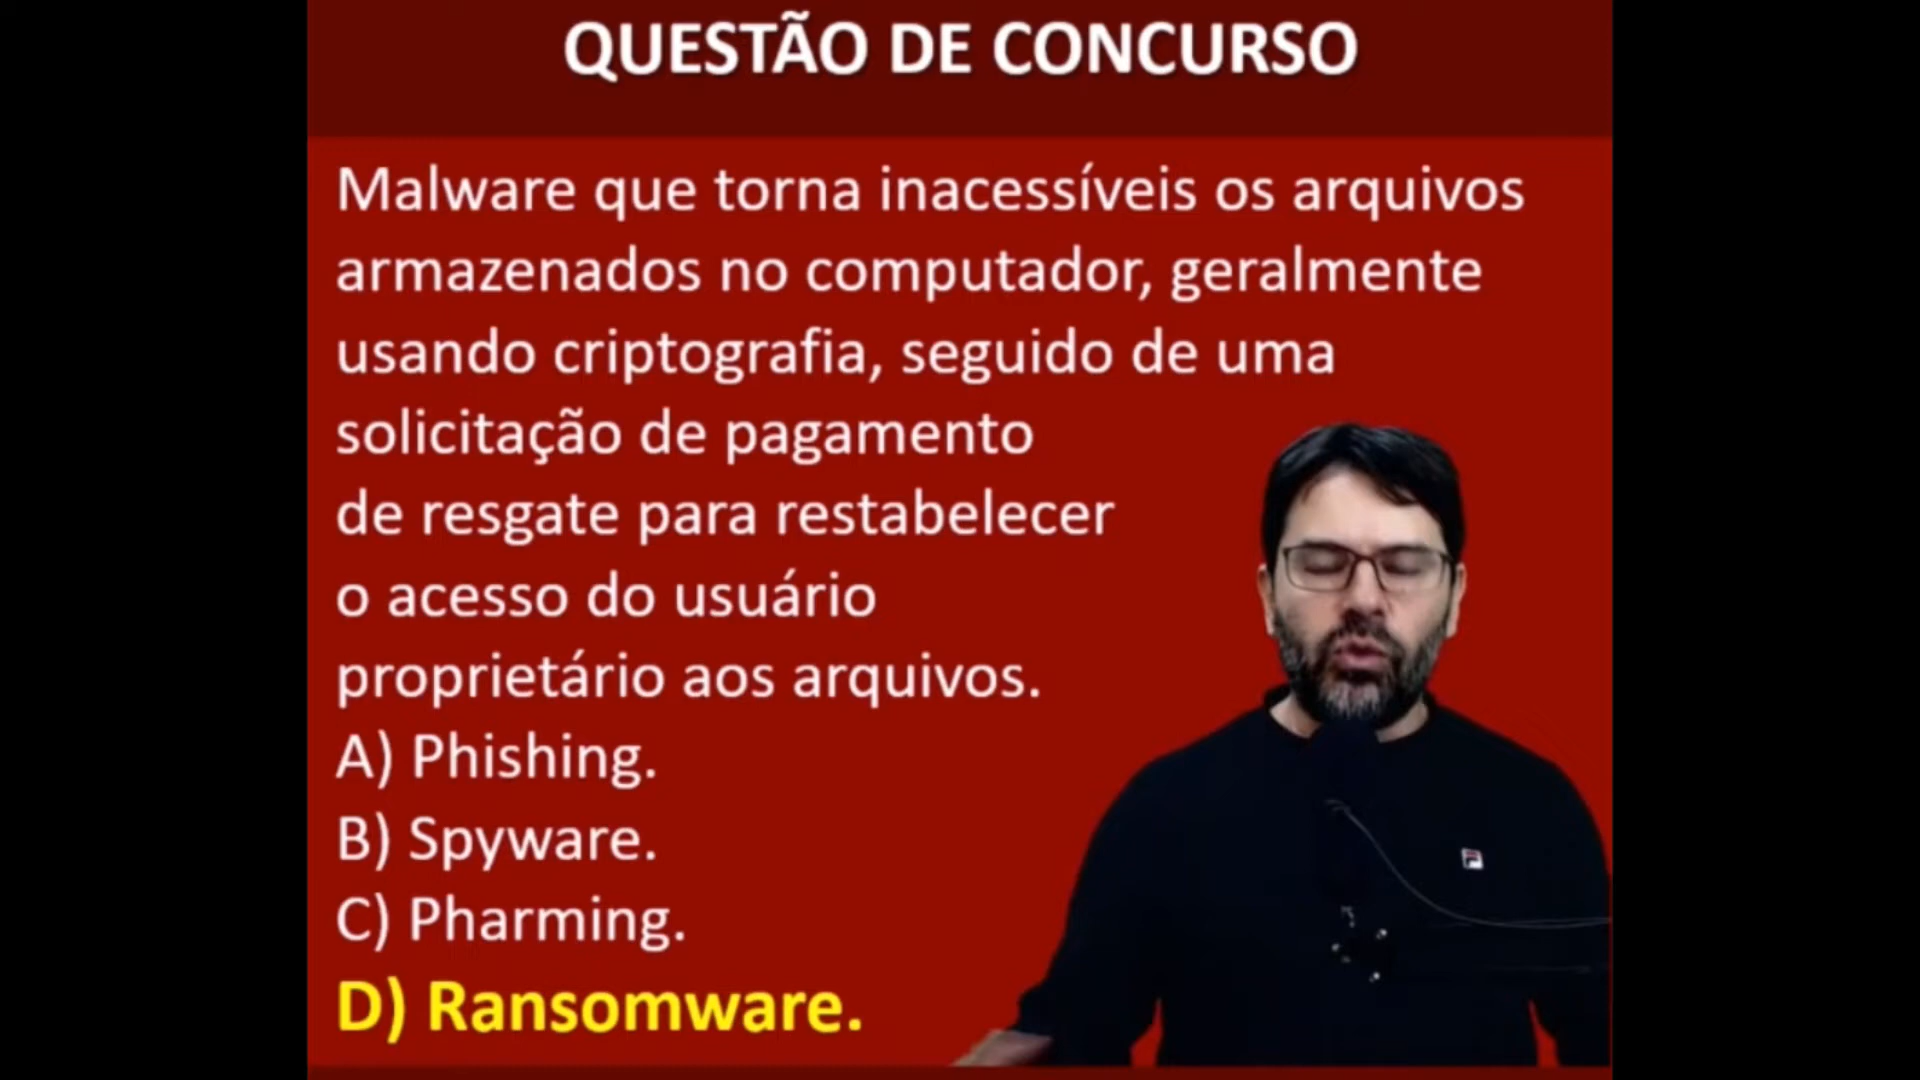 QUESTÃO DE CONCURSO
Malware que torna inacessíveis os arquivos
armazenados no computador, geralmente
usando criptografia, seguido de uma
solicitação de pagamento
de resgate para restabelecer
o acesso do usuário
proprietário aos arquivos.
A) Phishing.
B) Spyware.
C) Pharming.
D) Ransomware.